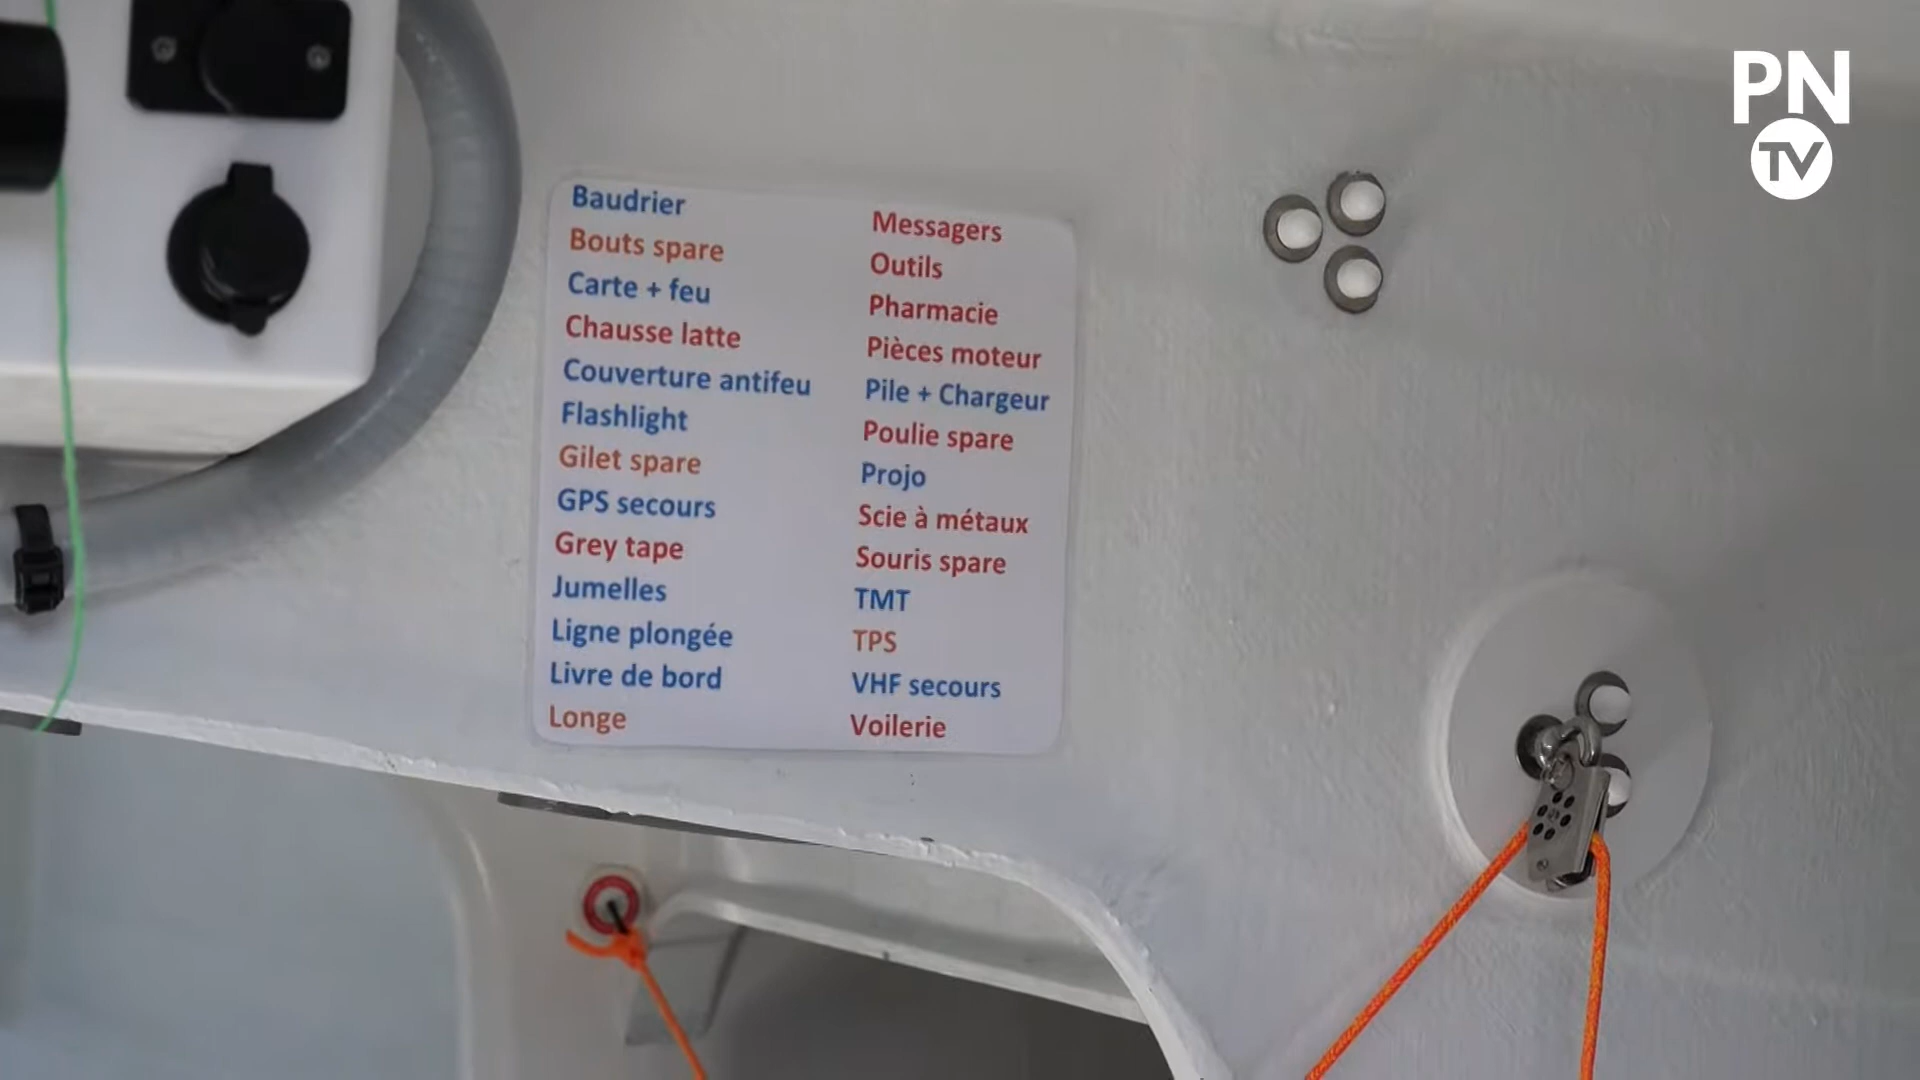 PN
TV
Baudrier
Bouts spare
Carte + feu
Chausse latte
Couverture antifeu
Flashlight
Gilet spare
GPS secours
Grey tape
Jumelles
Ligne plongée
Livre de bord
Longe
Messagers
Outils
Pharmacie
Pièces moteur
Pile + Chargeur
Poulie spare
Projo
Scie à métaux
Souris spare
TMT
TPS
VHF secours
Voilerie